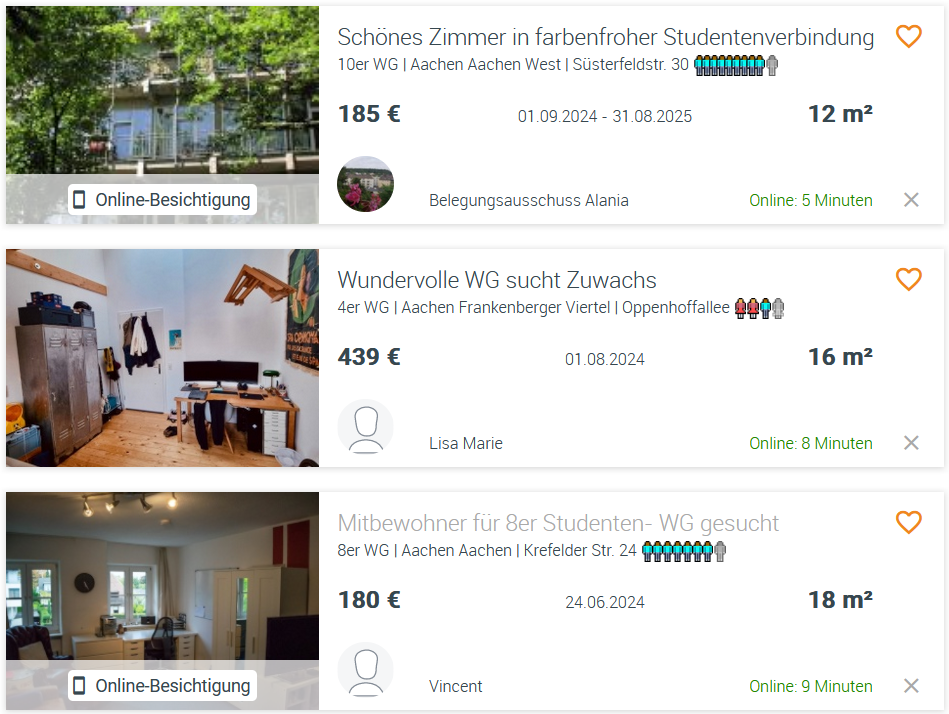 Schönes Zimmer in farbenfroher Studentenverbindung
10er WG | Aachen Aachen West | Süsterfeldstr. 30
185 € 01.09.2024 - 31.08.2025 12 m²
Online-Besichtigung
Belegungsausschuss Alania Online: 5 Minuten
Wundervolle WG sucht Zuwachs
4er WG | Aachen Frankenberger Viertel | Oppenhoffallee
439 € 01.08.2024 16 m²
Lisa Marie Online: 8 Minuten
Mitbewohner für 8er Studenten- WG gesucht
8er WG | Aachen Aachen | Krefelder Str. 24
180 € 24.06.2024 18 m²
Online-Besichtigung
Vincent Online: 9 Minuten